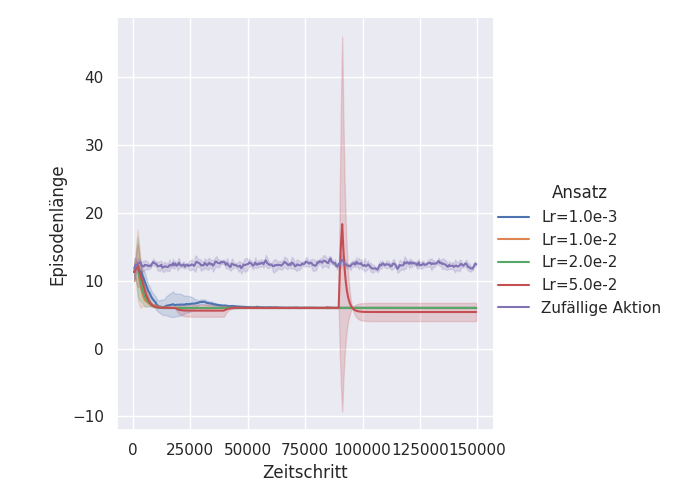 40
30
20
10
0
−10
Episodenlänge
0 25000 50000 75000 100000 125000 150000
Zeitschritt
Ansatz
Lr=1.0e-3
Lr=1.0e-2
Lr=2.0e-2
Lr=5.0e-2
Zufällige Aktion